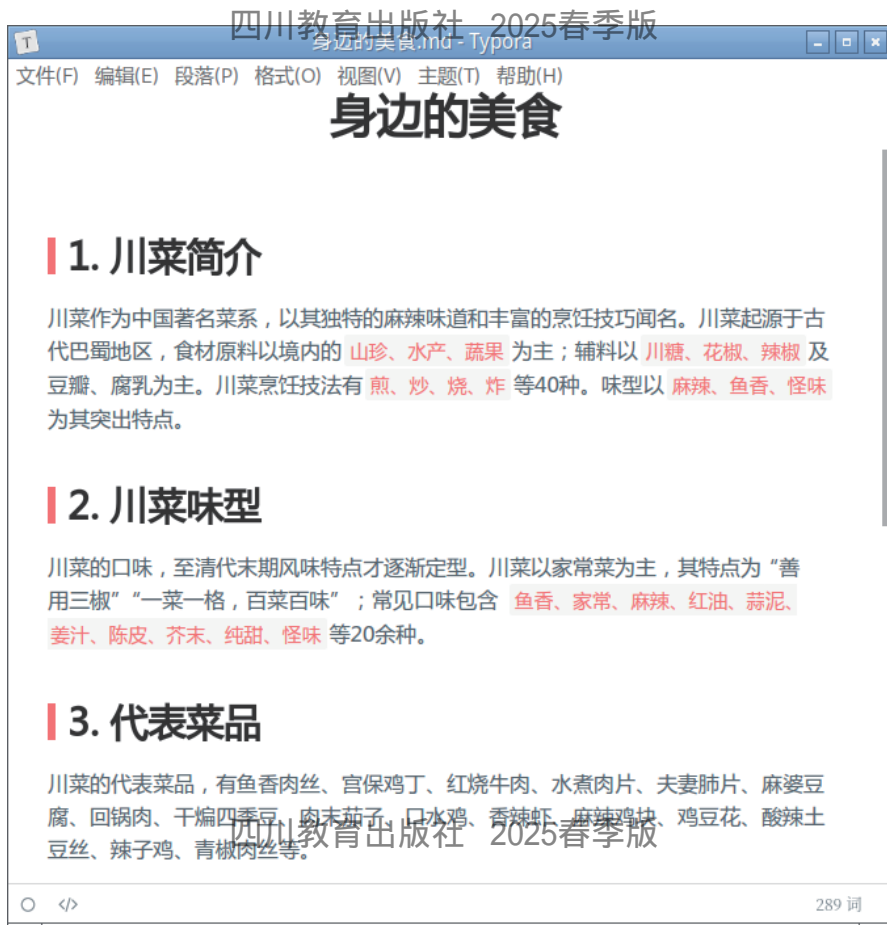 四川教育出版社 2025春季版
身边的美食.md - Typora
文件(F) 编辑(E) 段落(P) 格式(O) 视图(V) 主题(T) 帮助(H)
身边的美食
1. 川菜简介
川菜作为中国著名菜系，以其独特的麻辣味道和丰富的烹饪技巧闻名。川菜起源于古
代巴蜀地区，食材原料以境内的 山珍、水产、蔬果 为主；辅料以 川糖、花椒、辣椒 及
豆瓣、腐乳为主。川菜烹饪技法有 煎、炒、烧、炸 等40种。味型以 麻辣、鱼香、怪味
为其突出特点。
2. 川菜味型
川菜的口味，至清代末期风味特点才逐渐定型。川菜以家常菜为主，其特点为“善
用三椒”“一菜一格，百菜百味”；常见口味包含 鱼香、家常、麻辣、红油、蒜泥、
姜汁、陈皮、芥末、纯甜、怪味 等20余种。
3. 代表菜品
川菜的代表菜品，有鱼香肉丝、宫保鸡丁、红烧牛肉、水煮肉片、夫妻肺片、麻婆豆
腐、回锅肉、干煸四季豆、肉末茄子、口水鸡、香辣虾、麻辣鸡块、鸡豆花、酸辣土
四川教育出版社 2025春季版
豆丝、辣子鸡、青椒肉丝等。
289 词